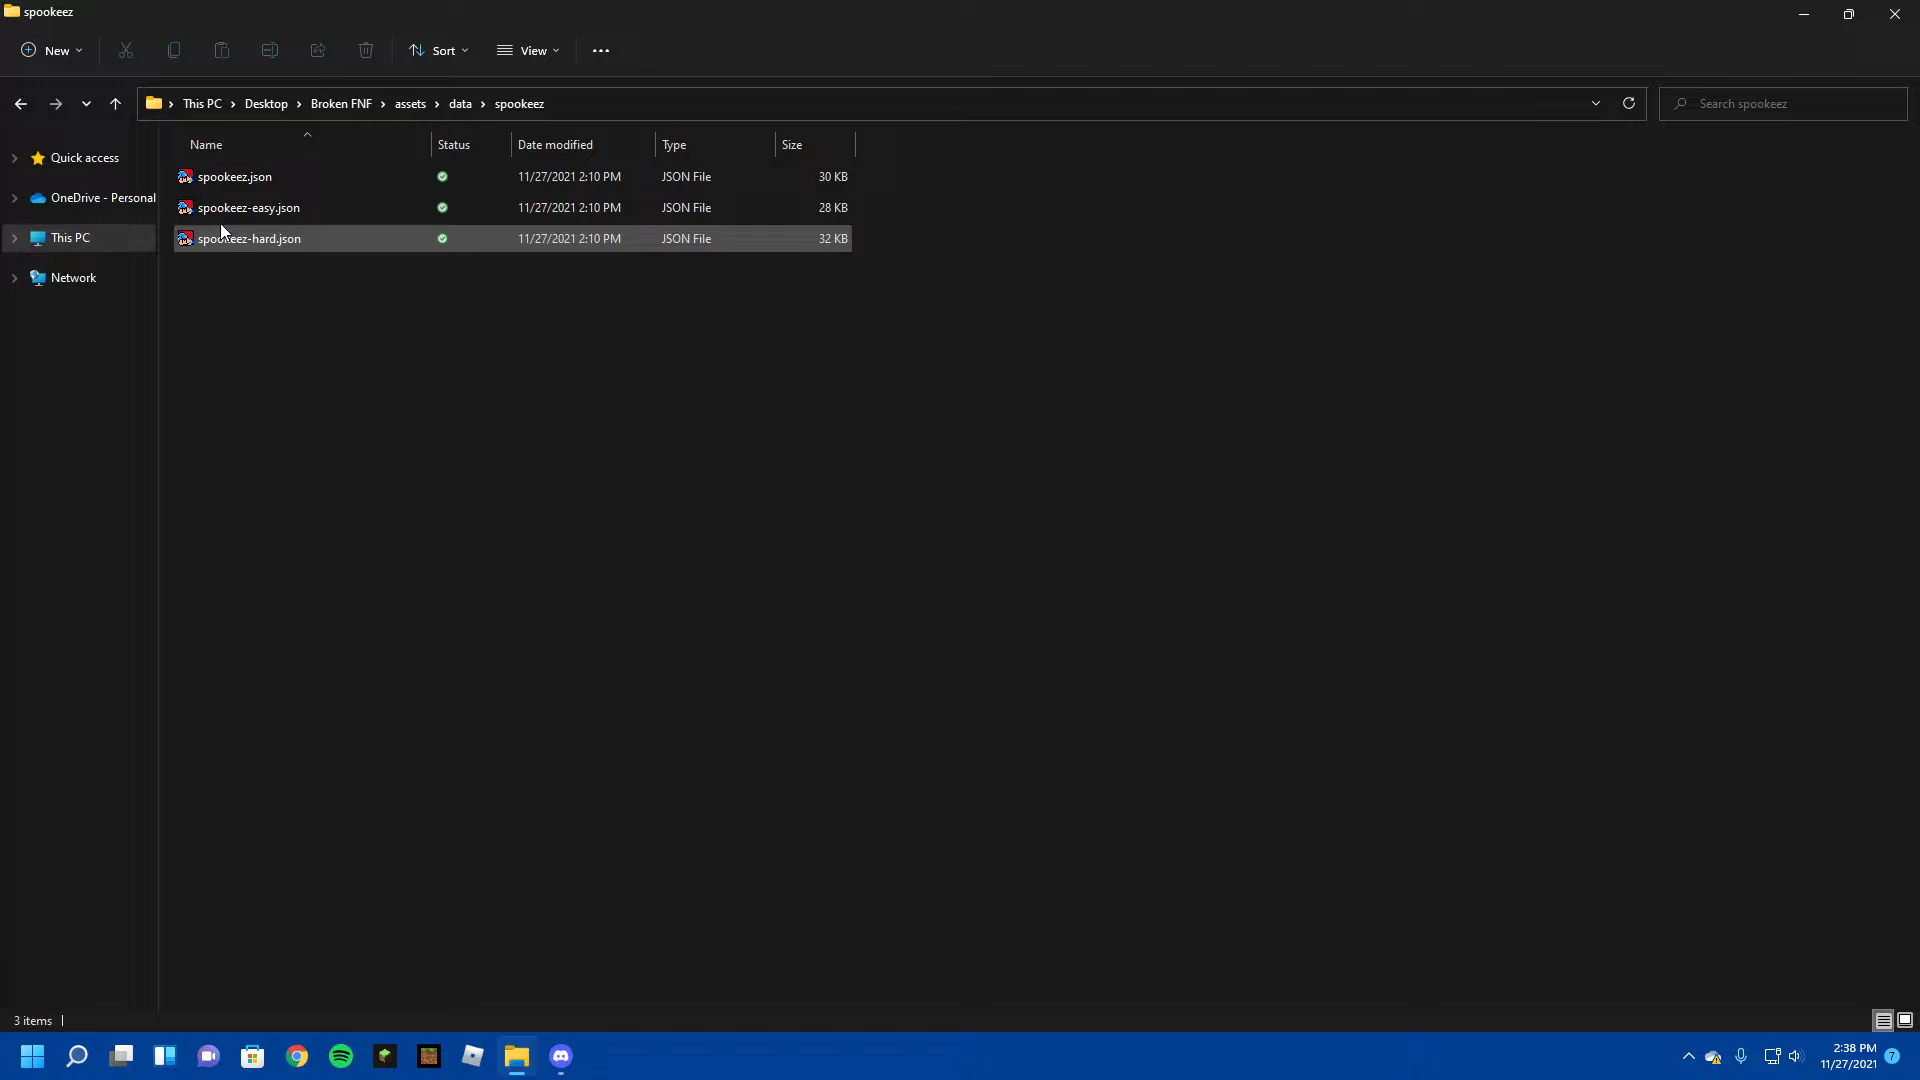 spookeez
New Sort View
This PC Desktop Broken FNF assets data spookeez Search spookeez
Name Status Date modified Type Size
Quick access
OneDrive - Personal
This PC
Network
spookeez.json 11/27/2021 2:10 PM JSON File 30 KB
spookeez-easy.json 11/27/2021 2:10 PM JSON File 28 KB
spookeez-hard.json 11/27/2021 2:10 PM JSON File 32 KB
3 items
2:38 PM
11/27/2021 7